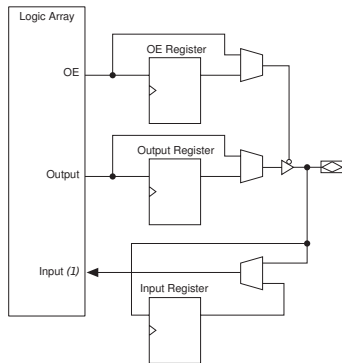 Logic Array
OE Register
OE
Output Register
Output
Input (1)
Input Register